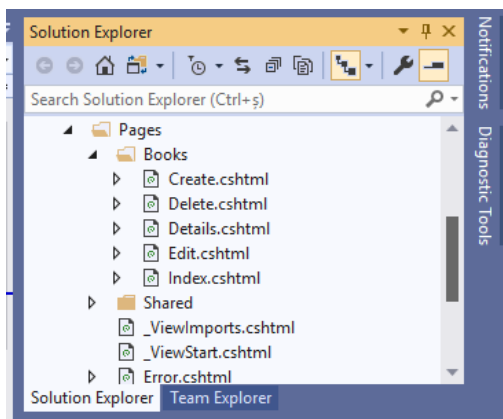 Solution Explorer
Search Solution Explorer (Ctrl+ş)
Pages
Books
Create.cshtml
Delete.cshtml
Details.cshtml
Edit.cshtml
Index.cshtml
Shared
_ViewImports.cshtml
_ViewStart.cshtml
Error.cshtml
Solution Explorer Team Explorer
Notifications
Diagnostic Tools